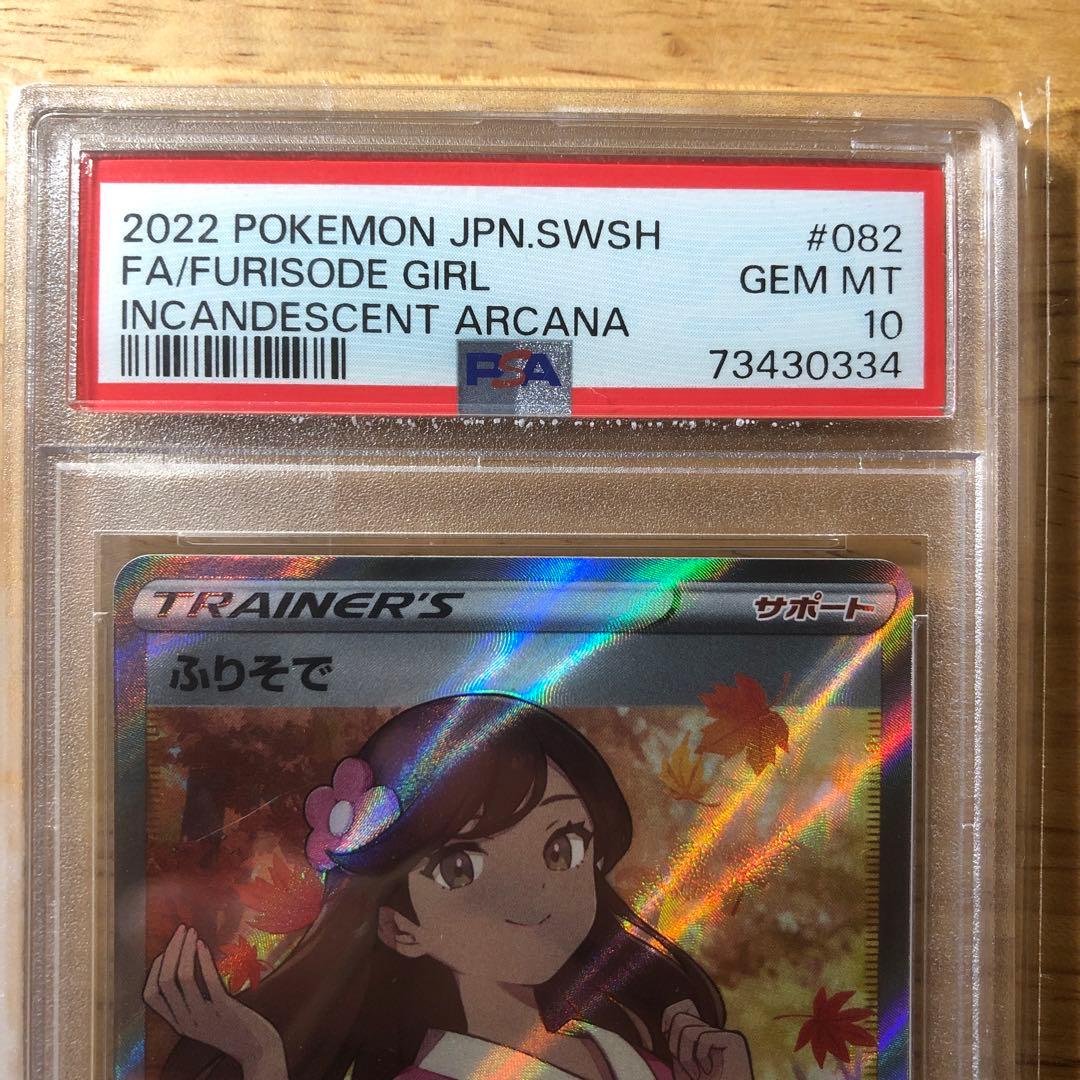 2022 POKEMON JPN.SWSH #082
FA/FURISODE GIRL GEM MT
INCANDESCENT ARCANA 10
PSA 73430334
TRAINER'S サポート
ふりそで